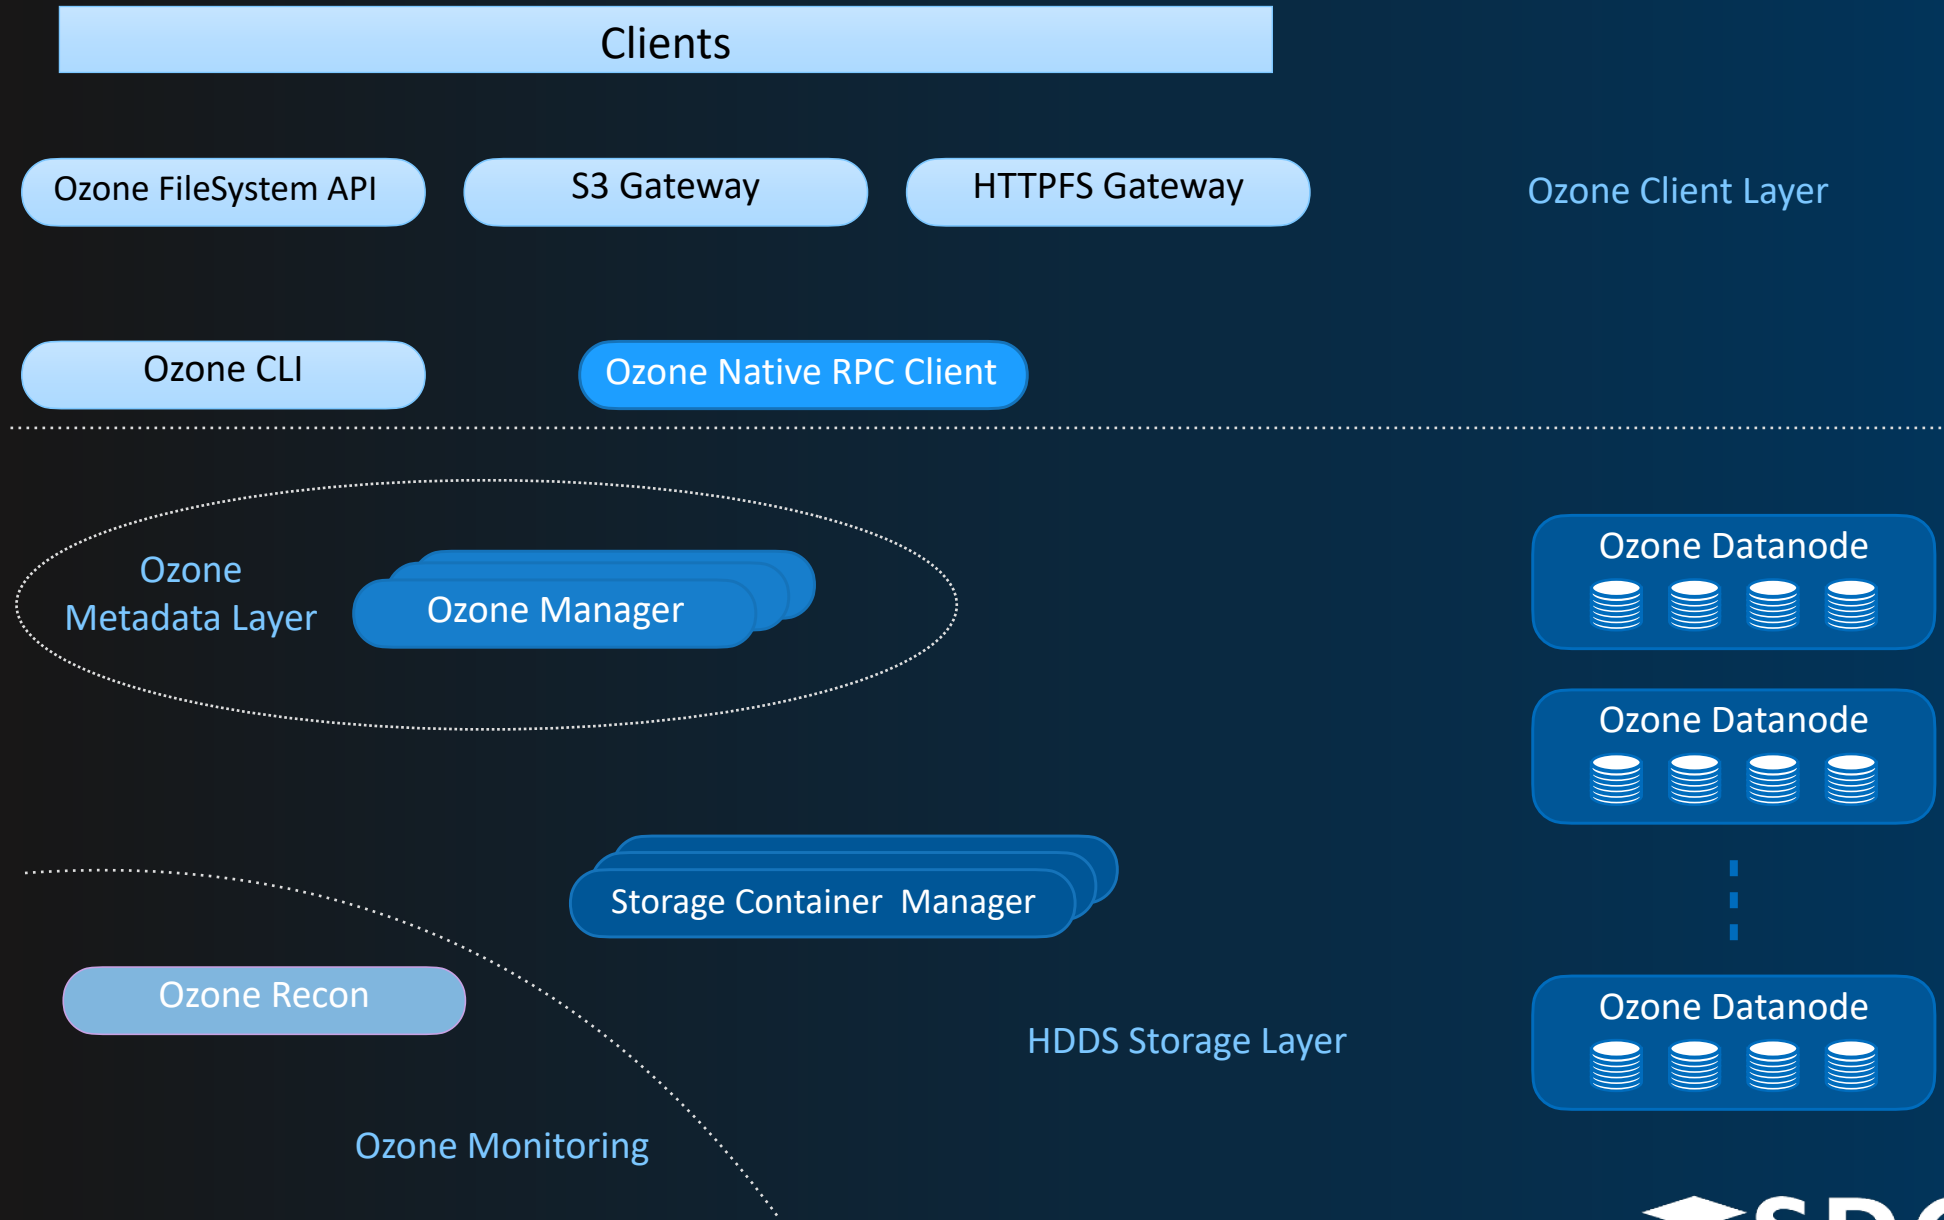 Clients
Ozone FileSystem API
S3 Gateway
HTTPFS Gateway
Ozone Client Layer
Ozone CLI
Ozone Native RPC Client
Ozone
Metadata Layer
Ozone Manager
Ozone Datanode
Ozone Datanode
Storage Container  Manager
Ozone Recon
Ozone Datanode
HDDS Storage Layer
Ozone Monitoring